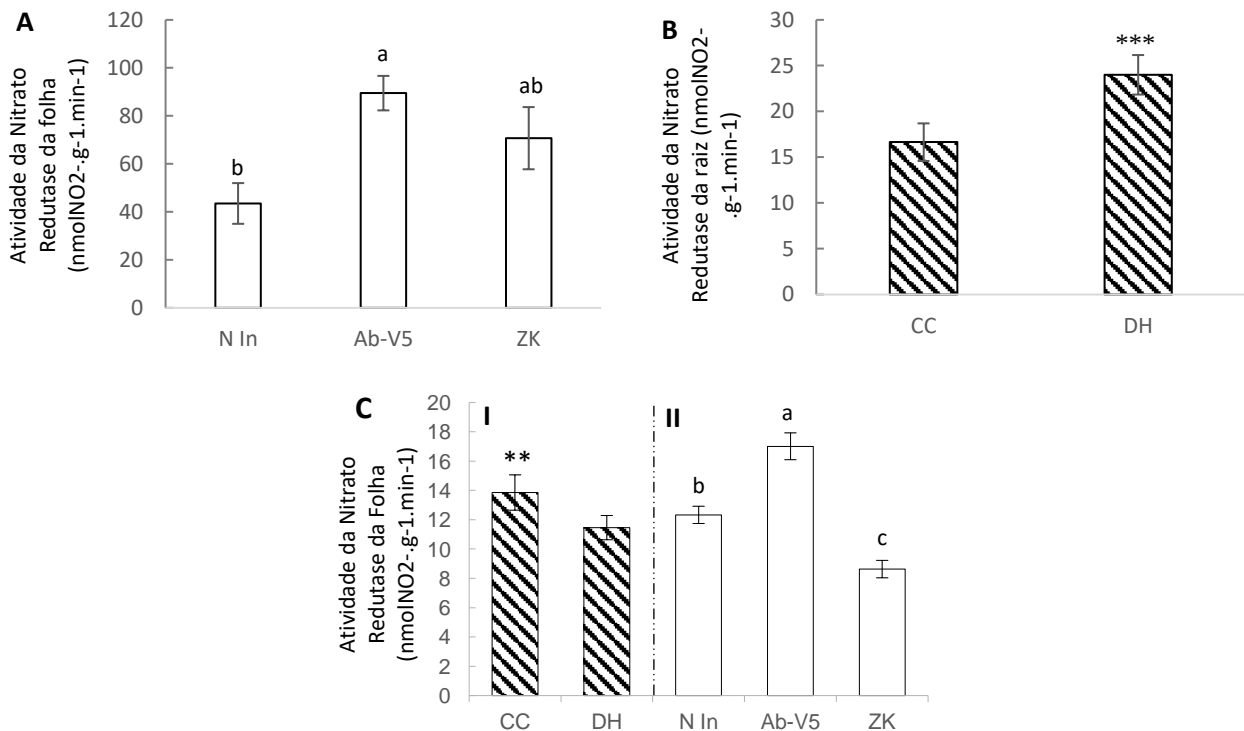 A
Atividade da Nitrato
Redutase da folha
(nmolNO2-.g-1.min-1)
120
100
80
60
40
20
0
b
a
ab
N In
Ab-V5
ZK
B
Atividade da Nitrato
Redutase da raiz (nmolNO2-
.g-1.min-1)
30
25
20
15
10
5
0
***
CC
DH
C
I
II
Atividade da Nitrato
Redutase da Folha
(nmolNO2-.g-1.min-1)
20
18
16
14
12
10
8
6
4
2
0
**
b
a
c
CC
DH
N In
Ab-V5
ZK